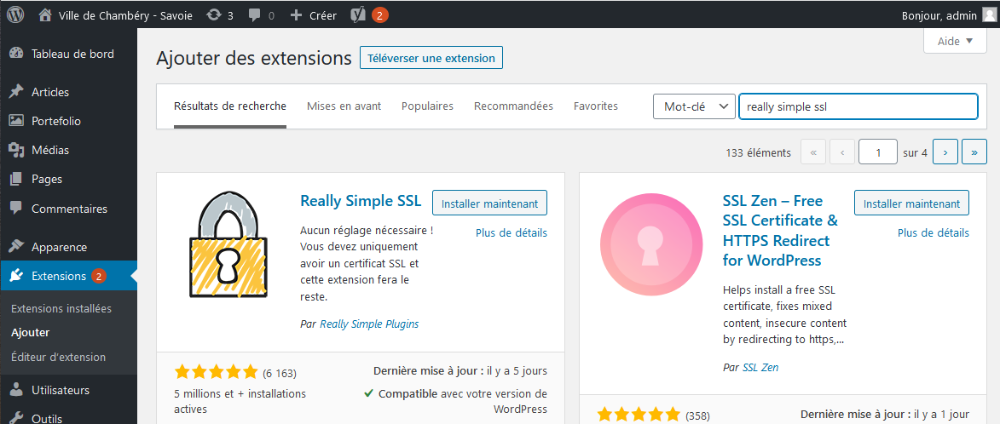 Ville de Chambéry - Savoie 3 0 Créer 2 Bonjour, admin
Aide
Tableau de bord
Articles
Portefolio
Médias
Pages
Commentaires
Apparence
Extensions 2
Extensions installées
Ajouter
Éditeur d'extension
Utilisateurs
Outils
Ajouter des extensions Téléverser une extension
Résultats de recherche Mises en avant Populaires Recommandées Favorites Mot-clé really simple ssl
133 éléments « ‹ 1 sur 4 › »
Really Simple SSL
Installer maintenant
Plus de détails
Aucun réglage nécessaire !
Vous devez uniquement
avoir un certificat SSL et
cette extension fera le
reste.
Par Really Simple Plugins
(6 163)
5 millions et + installations
actives
Dernière mise à jour : il y a 5 jours
Compatible avec votre version de
WordPress
SSL Zen – Free
SSL Certificate &
HTTPS Redirect
for WordPress
Installer maintenant
Plus de détails
Helps install a free SSL
certificate, fixes mixed
content, insecure content
by redirecting to https,...
Par SSL Zen
(358)
Dernière mise à jour : il y a 1 jour